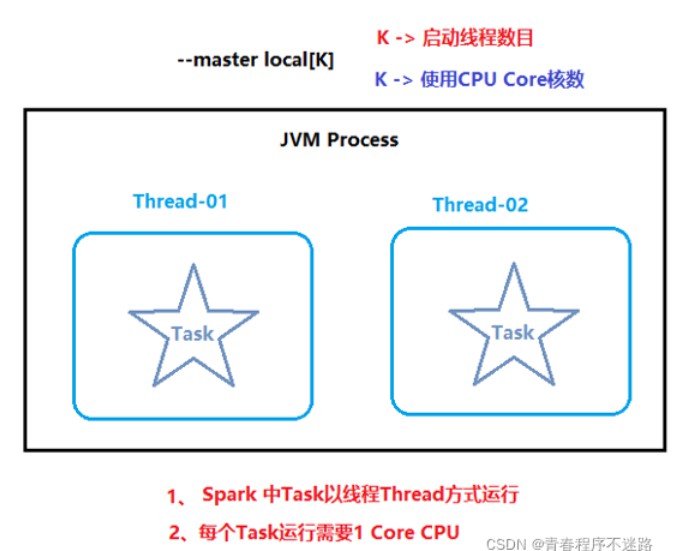 K -> 启动线程数目
--master local[K]
K -> 使用CPU Core核数
JVM Process
Thread-01
Thread-02
Task
Task
1、 Spark 中Task以线程Thread方式运行
2、每个Task运行需要1 Core CPU
CSDN @青春程序不迷路